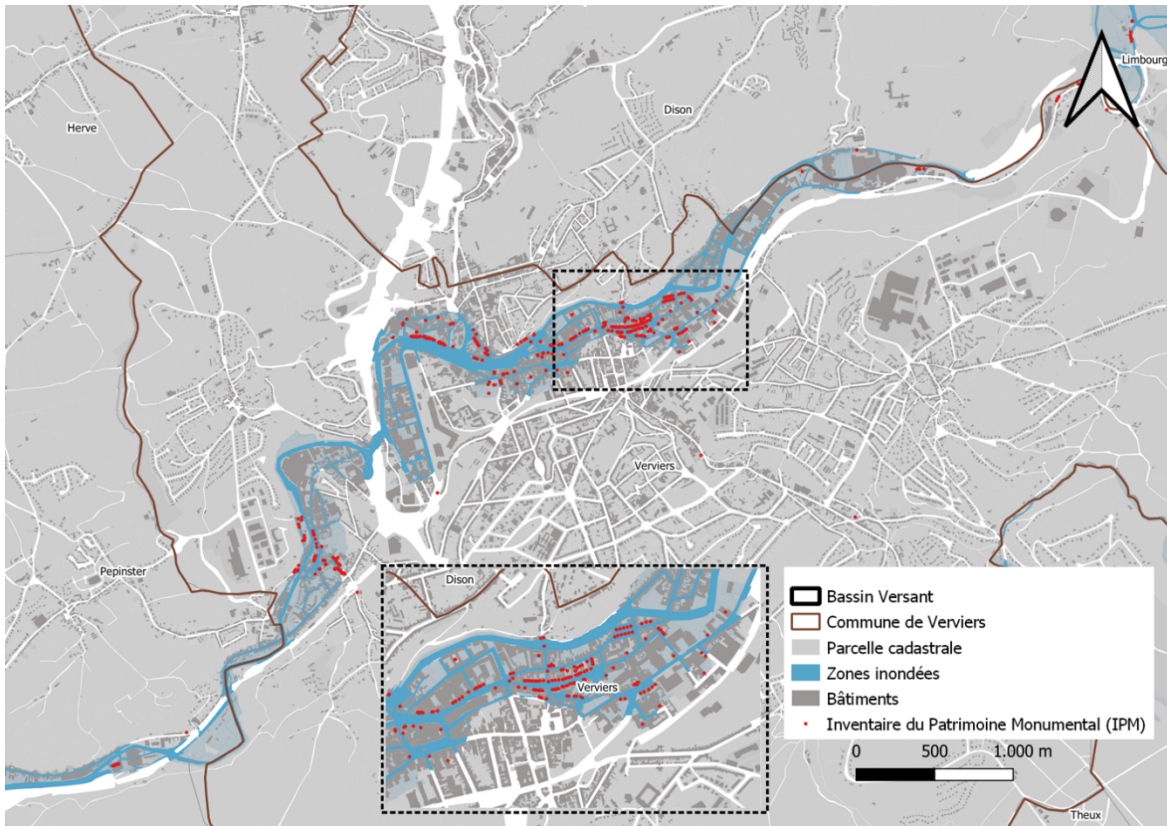 Limbourg
Dison
Herve
Verviers
Pepinster
Dison
Verviers
Bassin Versant
Commune de Verviers
Parcelle cadastrale
Zones inondées
Bâtiments
Inventaire du Patrimoine Monumental (IPM)
0 500 1.000 m
Theux